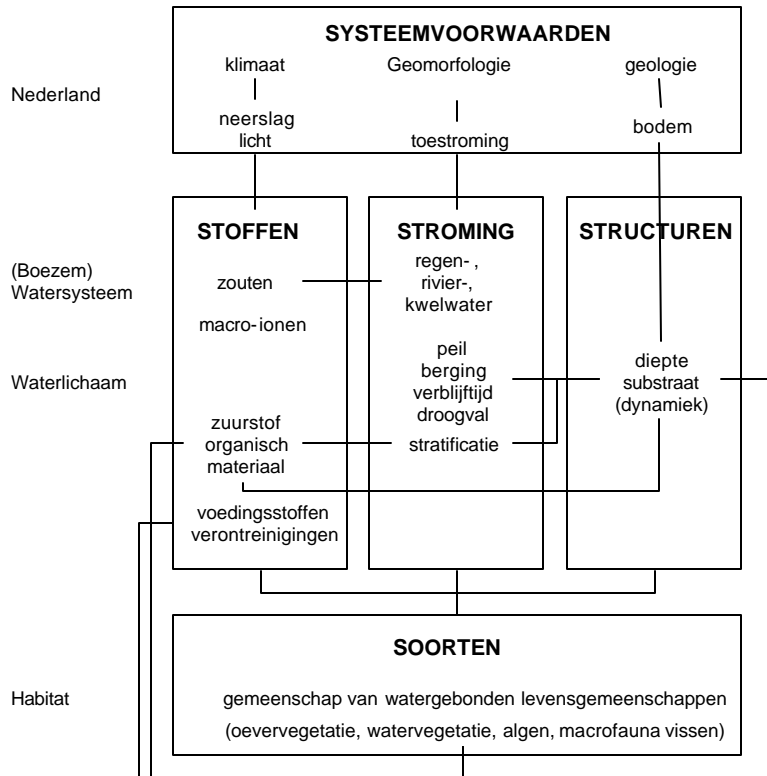 SYSTEEMVOORWAARDEN
klimaat Geomorfologie geologie
Nederland
neerslag
licht toestroming bodem
STOFFEN STROMING STRUCTUREN
(Boezem)
Watersysteem
zouten
macro-ionen
regen- ,
rivier-,
kwelwater
Waterlichaam
peil
berging
verblijftijd
droogval
stratificatie
diepte
substraat
(dynamiek)
zuurstof
organisch
materiaal
voedingsstoffen
verontreinigingen
SOORTEN
Habitat
gemeenschap van watergebonden levensgemeenschappen
(oevervegetatie, watervegetatie, algen, macrofauna vissen)